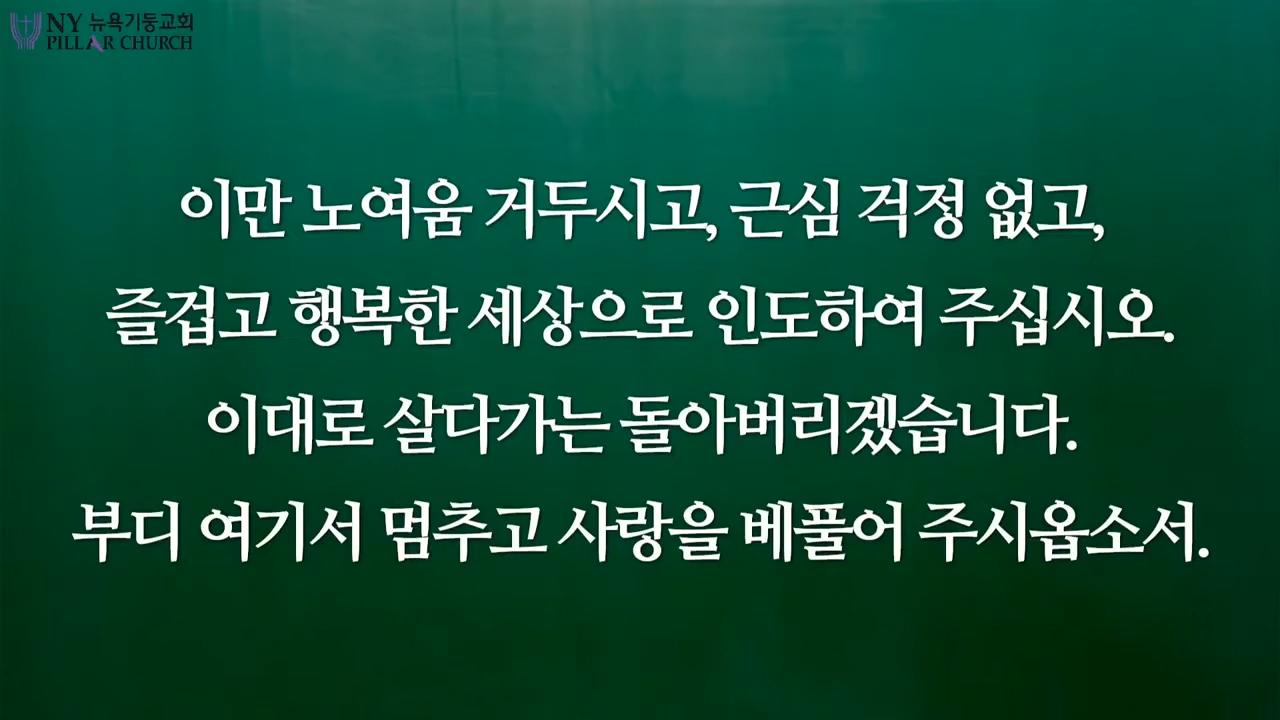 NY 뉴욕기둥교회
PILLAR CHURCH
이만 노여움 거두시고, 근심 걱정 없고,
즐겁고 행복한 세상으로 인도하여 주십시오.
이대로 살다가는 돌아버리겠습니다.
부디 여기서 멈추고 사랑을 베풀어 주시옵소서.